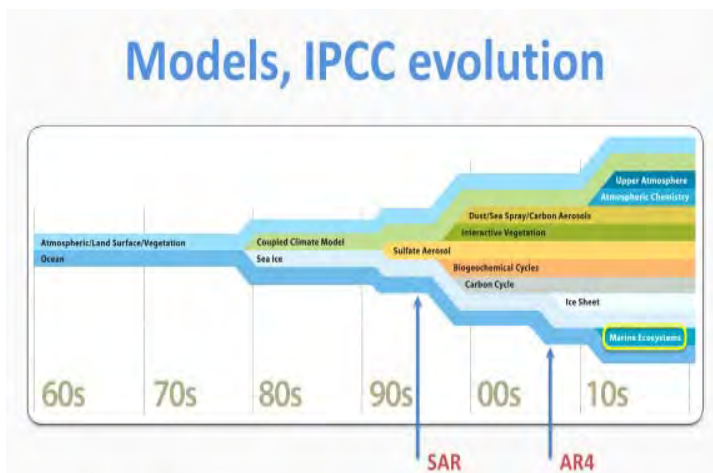 Models, IPCC evolution
Upper Atmosphere
Atmospheric Chemistry
Dust/Sea Spray/Carbon Aerosols
Interactive Vegetation
Atmospheric/Land Surface/Vegetation
Coupled Climate Model
Sulfate Aerosol
Ocean
Sea Ice
Biogeochemical Cycles
Carbon Cycle
Ice Sheet
Marine Ecosystems
60s 70s 80s 90s 00s 10s
SAR AR4